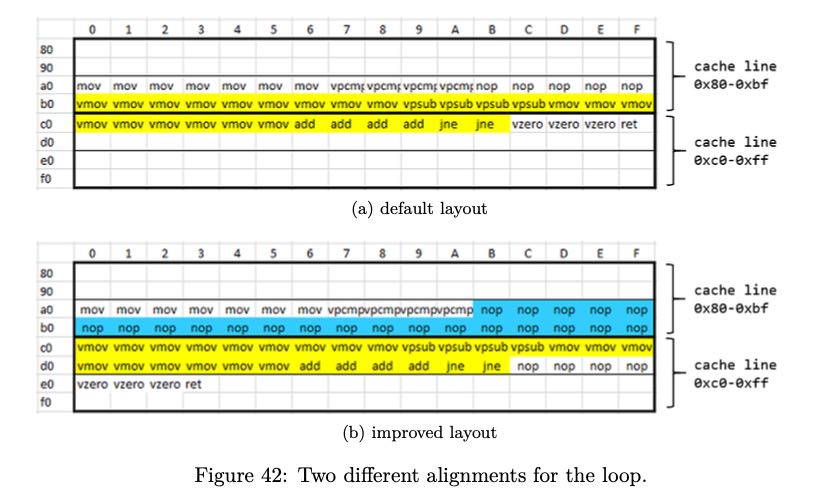 0 1 2 3 4 5 6 7 8 9 A B C D E F
80
90
a0 mov mov mov mov mov mov mov vpcmp vpcmp vpcmp vpcmp nop nop nop nop nop
b0 vmov vmov vmov vmov vmov vmov vmov vmov vmov vpsub vpsub vpsub vpsub vmov vmov vmov
c0 vmov vmov vmov vmov vmov vmov add add add add jne jne vzero vzero vzero ret
d0
e0
f0
cache line
0x80-0xbf
cache line
0xc0-0xff
(a) default layout
0 1 2 3 4 5 6 7 8 9 A B C D E F
80
90
a0 mov mov mov mov mov mov mov vpcmp vpcmp vpcmp vpcmp nop nop nop nop nop
b0 nop nop nop nop nop nop nop nop nop nop nop nop nop nop nop nop
c0 vmov vmov vmov vmov vmov vmov vmov vmov vmov vpsub vpsub vpsub vpsub vmov vmov vmov
d0 vmov vmov vmov vmov vmov vmov add add add add jne jne nop nop nop nop
e0 vzero vzero vzero ret
f0
cache line
0x80-0xbf
cache line
0xc0-0xff
(b) improved layout
Figure 42: Two different alignments for the loop.